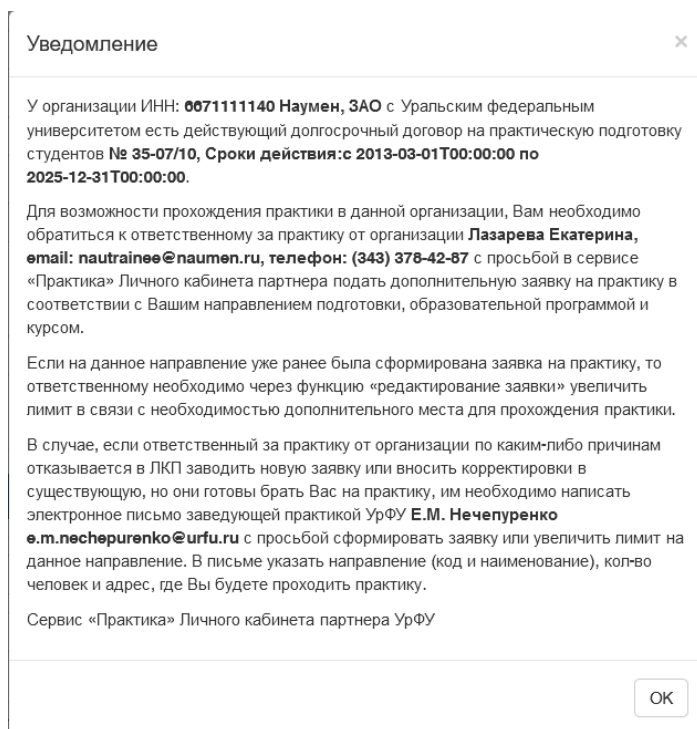 Уведомление
×
У организации ИНН: 6671111140 Наумен, ЗАО с Уральским федеральным
университетом есть действующий долгосрочный договор на практическую подготовку
студентов № 35-07/10, Сроки действия:с 2013-03-01T00:00:00 по
2025-12-31T00:00:00.
Для возможности прохождения практики в данной организации, Вам необходимо
обратиться к ответственному за практику от организации Лазарева Екатерина,
email: nautrainee@naumen.ru, телефон: (343) 378-42-87 с просьбой в сервисе
«Практика» Личного кабинета партнера подать дополнительную заявку на практику в
соответствии с Вашим направлением подготовки, образовательной программой и
курсом.
Если на данное направление уже ранее была сформирована заявка на практику, то
ответственному необходимо через функцию «редактирование заявки» увеличить
лимит в связи с необходимостью дополнительного места для прохождения практики.
В случае, если ответственный за практику от организации по каким-либо причинам
отказывается в ЛКП заводить новую заявку или вносить корректировки в
существующую, но они готовы брать Вас на практику, им необходимо написать
электронное письмо заведующей практикой УрФУ Е.М. Нечепуренко
e.m.nechepurenko@urfu.ru с просьбой сформировать заявку или увеличить лимит на
данное направление. В письме указать направление (код и наименование), кол-во
человек и адрес, где Вы будете проходить практику.
Сервис «Практика» Личного кабинета партнера УрФУ
OK